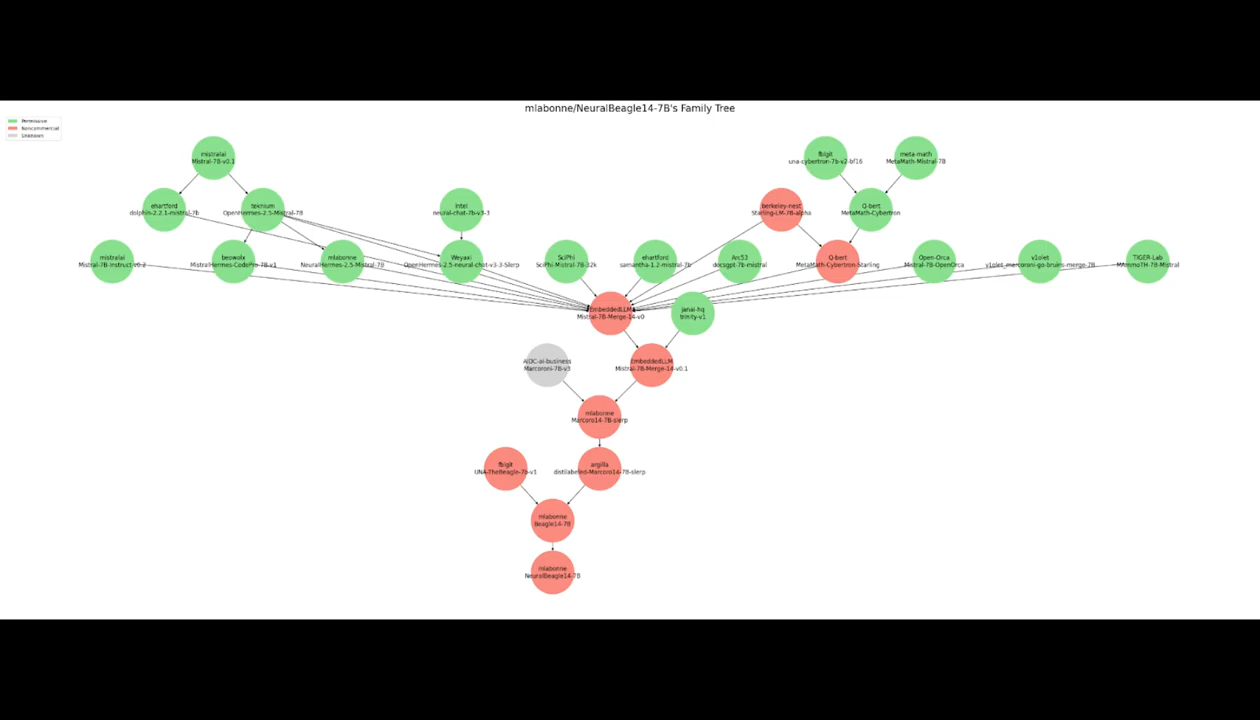 mlabonne/NeuralBeagle14-7B's Family Tree
Permissive
Noncommercial
Unknown
mistralai
Mistral-7B-v0.1
fblgit
una-cybertron-7b-v2-bf16
meta-math
MetaMath-Mistral-7B
ehartford
dolphin-2.2.1-mistral-7b
teknium
OpenHermes-2.5-Mistral-7B
Intel
neural-chat-7b-v3-3
berkeley-nest
Starling-LM-7B-alpha
Q-bert
MetaMath-Cybertron
mistralai
Mistral-7B-Instruct-v0.2
beowolx
MistralHermes-CodePro-7B-v1
mlabonne
NeuralHermes-2.5-Mistral-7B
Weyaxi
OpenHermes-2.5-neural-chat-v3-3-Slerp
SciPhi
SciPhi-Mistral-7B-32k
ehartford
samantha-1.2-mistral-7b
Arc53
docsgpt-7b-mistral
Q-bert
MetaMath-Cybertron-Starling
Open-Orca
Mistral-7B-OpenOrca
v1olet
v1olet_marcoroni-go-bruins-merge-7B
TIGER-Lab
MAmmoTH-7B-Mistral
EmbeddedLLM
Mistral-7B-Merge-14-v0
janai-hq
trinity-v1
AIDC-ai-business
Marcoroni-7B-v3
EmbeddedLLM
Mistral-7B-Merge-14-v0.1
mlabonne
Marcoro14-7B-slerp
fblgit
UNA-TheBeagle-7b-v1
argilla
distilabeled-Marcoro14-7B-slerp
mlabonne
Beagle14-7B
mlabonne
NeuralBeagle14-7B